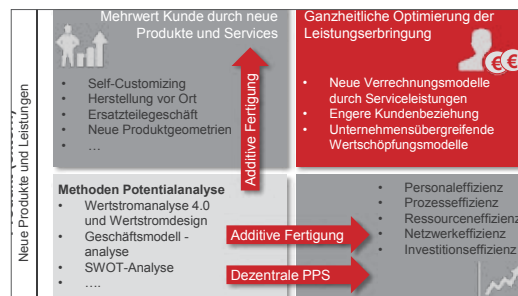 Neue Produkte und Leistungen
Mehrwert Kunde durch neue
Produkte und Services
• Self-Customizing
• Herstellung vor Ort
• Ersatzteilegeschäft
• Neue Produktgeometrien
• …
Additive Fertigung
Ganzheitliche Optimierung der
Leistungserbringung
• Neue Verrechnungsmodelle
durch Serviceleistungen
• Engere Kundenbeziehung
• Unternehmensübergreifende
Wertschöpfungsmodelle
Methoden Potentialanalyse
• Wertstromanalyse 4.0
und Wertstromdesign
• Geschäftsmodell -
analyse
• SWOT-Analyse
• ….
Additive Fertigung
Dezentrale PPS
• Personaleffizienz
• Prozesseffizienz
• Ressourceneffizienz
• Netzwerkeffizienz
• Investitionseffizienz